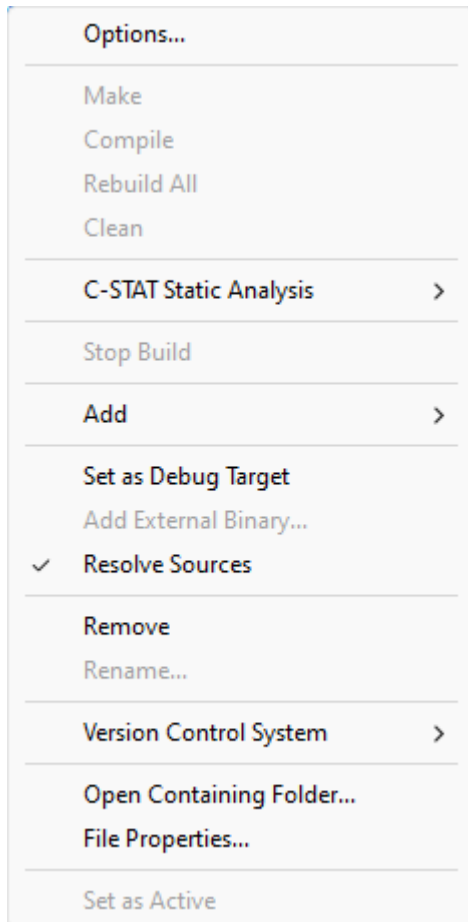 Options...
Make
Compile
Rebuild All
Clean
C-STAT Static Analysis
Stop Build
Add
Set as Debug Target
Add External Binary...
Resolve Sources
Remove
Rename...
Version Control System
Open Containing Folder...
File Properties...
Set as Active